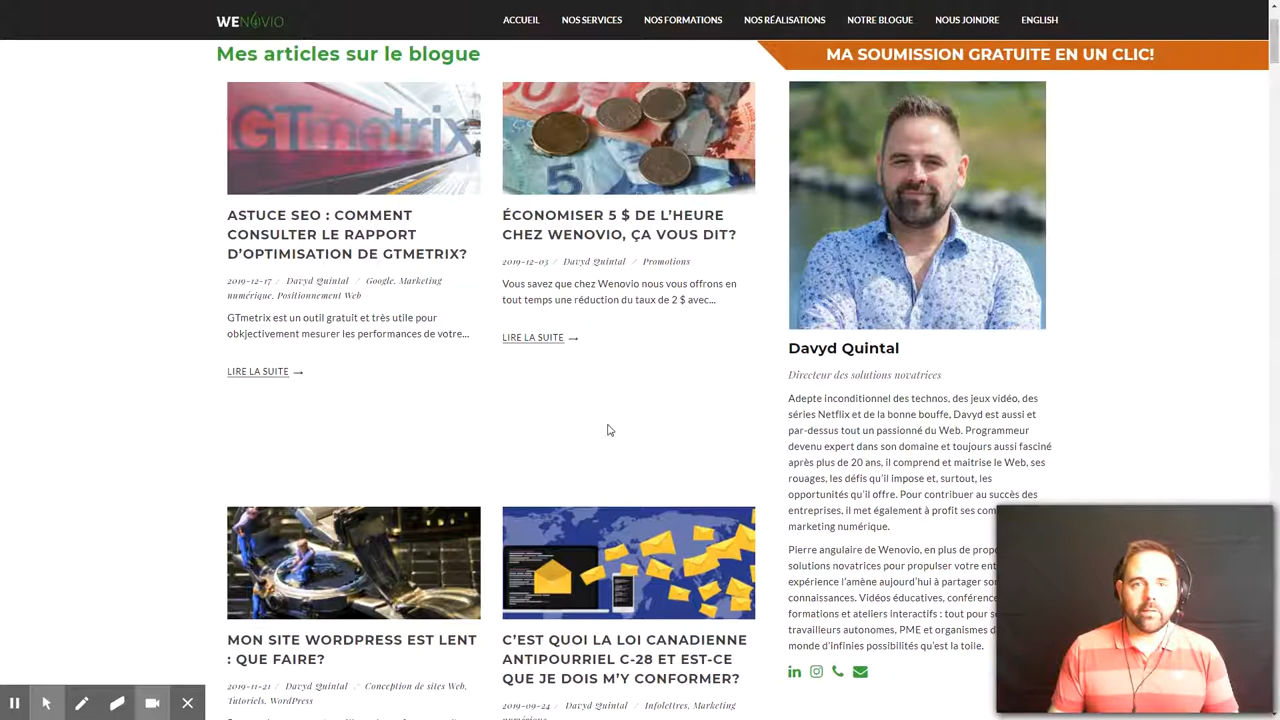 WENOVIO
ACCUEIL NOS SERVICES NOS FORMATIONS NOS RÉALISATIONS NOTRE BLOGUE NOUS JOINDRE ENGLISH
Mes articles sur le blogue
MA SOUMISSION GRATUITE EN UN CLIC!
GTmetrix
ASTUCE SEO : COMMENT
CONSULTER LE RAPPORT
D'OPTIMISATION DE GTMETRIX?
2019-12-17 / Davyd Quintal / Google, Marketing
numérique, Positionnement Web
GTmetrix est un outil gratuit et très utile pour
obkjectivement mesurer les performances de votre...
LIRE LA SUITE →
5
ÉCONOMISER 5 $ DE L'HEURE
CHEZ WENOVIO, ÇA VOUS DIT?
2019-12-03 / Davyd Quintal / Promotions
Vous savez que chez Wenovio nous vous offrons en
tout temps une réduction du taux de 2 $ avec...
LIRE LA SUITE →
MON SITE WORDPRESS EST LENT
: QUE FAIRE?
2019-11-21 / Davyd Quintal / Conception de sites Web,
Tutoriels, WordPress
C'EST QUOI LA LOI CANADIENNE
ANTIPOURRIEL C-28 ET EST-CE
QUE JE DOIS M'Y CONFORMER?
2019-09-24 / Davyd Quintal / Infolettres, Marketing
Davyd Quintal
Directeur des solutions novatrices
Adepte inconditionnel des technos, des jeux vidéo, des
séries Netflix et de la bonne bouffe, Davyd est aussi et
par-dessus tout un passionné du Web. Programmeur
devenu expert dans son domaine et toujours aussi fasciné
après plus de 20 ans, il comprend et maitrise le Web, ses
rouages, les défis qu'il impose et, surtout, les
opportunités qu'il offre. Pour contribuer au succès des
entreprises, il met également à profit ses com
marketing numérique.
Pierre angulaire de Wenovio, en plus de propo
solutions novatrices pour propulser votre ent
expérience l'amène aujourd'hui à partager so
connaissances. Vidéos éducatives, conférence
formations et ateliers interactifs : tout pour s
travailleurs autonomes, PME et organismes d
monde d'infinies possibilités qu'est la toile.